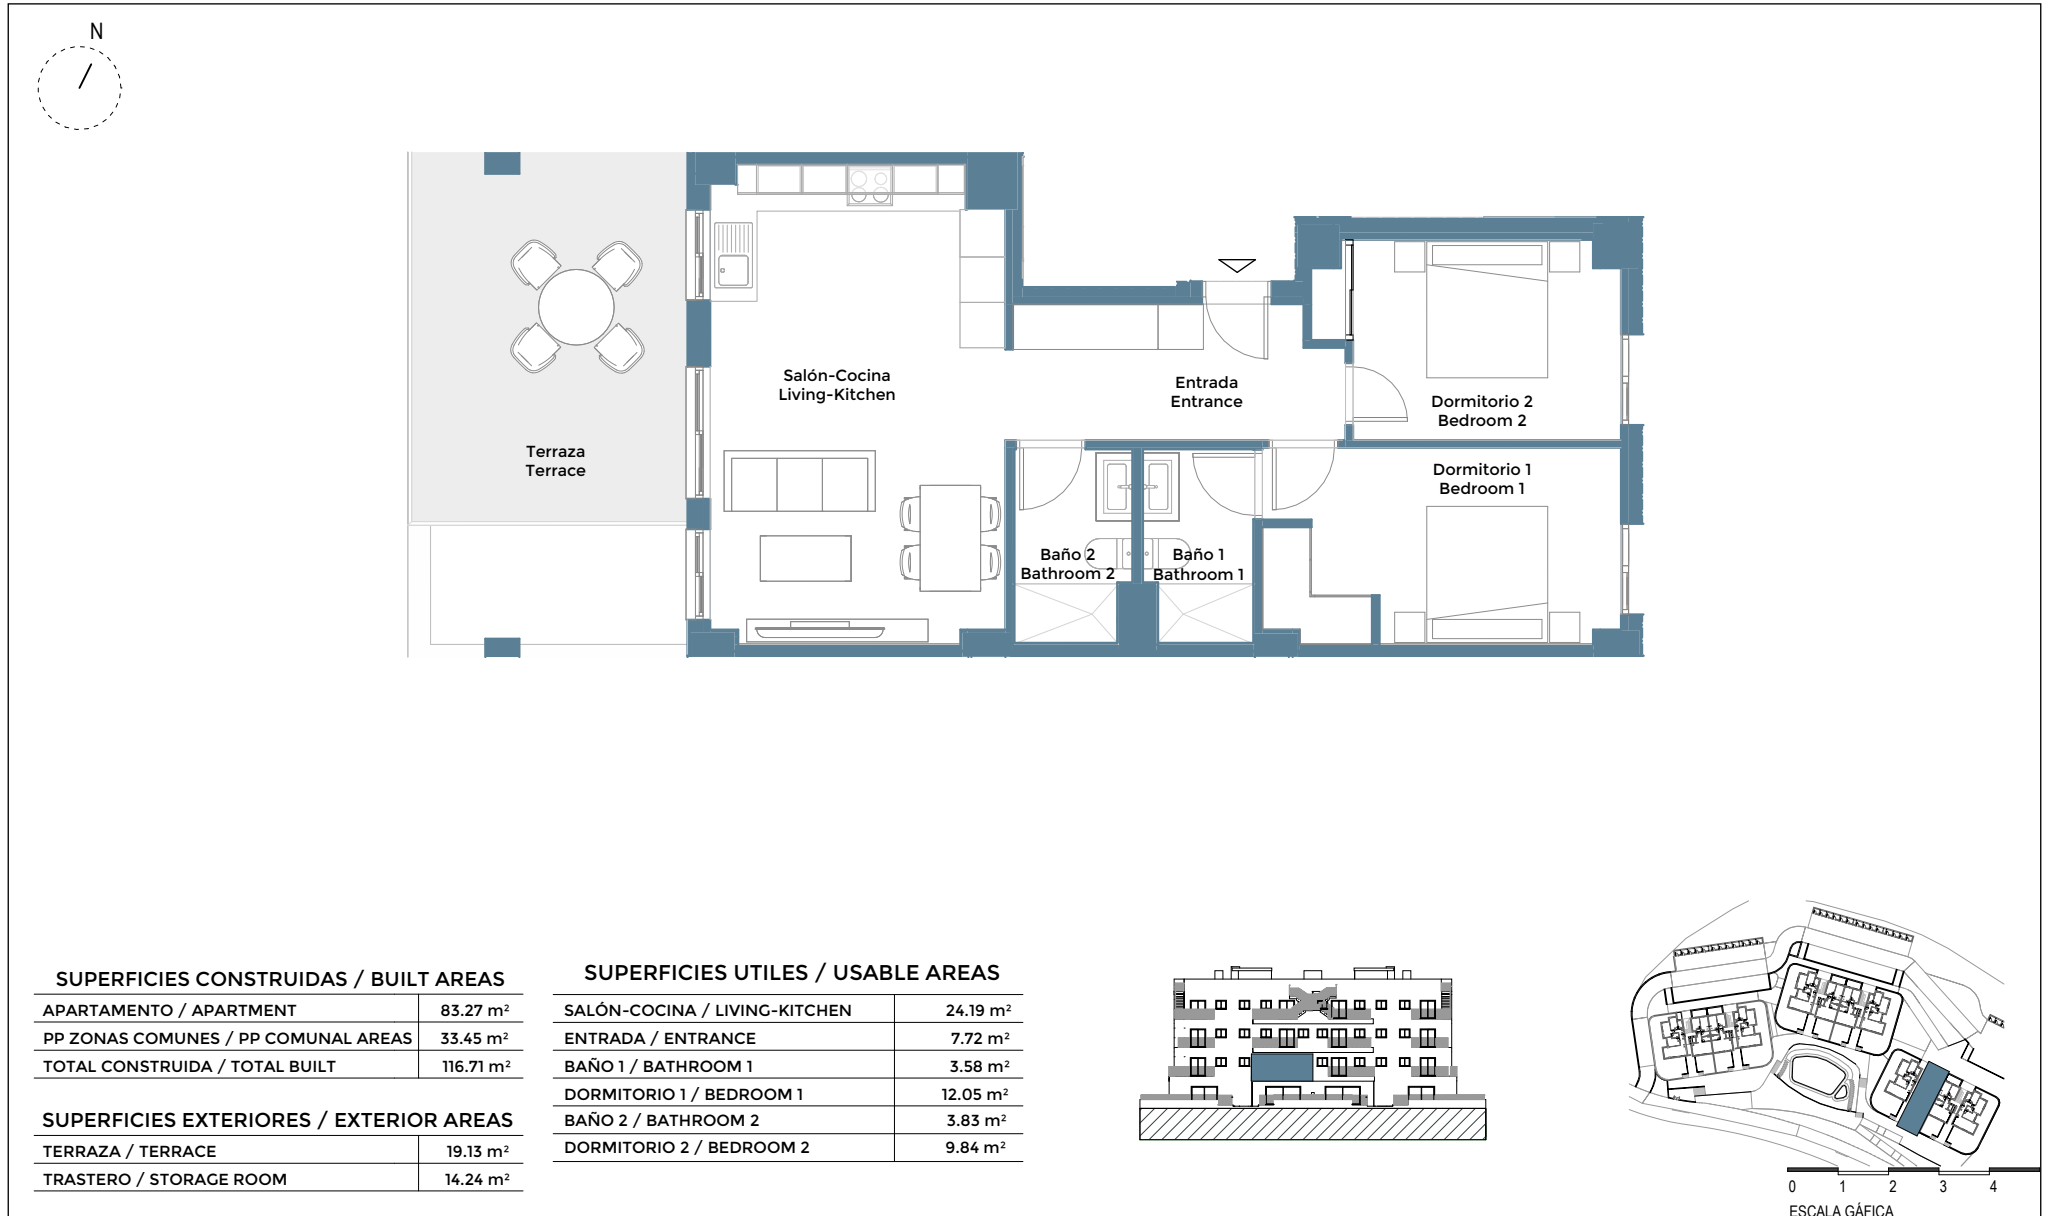 N
Salón-Cocina
Living-Kitchen
Entrada
Entrance
Dormitorio 2
Bedroom 2
Terraza
Terrace
Dormitorio 1
Bedroom 1
Baño 2
Bathroom 2
Baño 1
Bathroom 1
SUPERFICIES CONSTRUIDAS / BUILT AREAS
APARTAMENTO / APARTMENT 83.27 m²
PP ZONAS COMUNES / PP COMUNAL AREAS 33.45 m²
TOTAL CONSTRUIDA / TOTAL BUILT 116.71 m²
SUPERFICIES EXTERIORES / EXTERIOR AREAS
TERRAZA / TERRACE 19.13 m²
TRASTERO / STORAGE ROOM 14.24 m²
SUPERFICIES UTILES / USABLE AREAS
SALÓN-COCINA / LIVING-KITCHEN 24.19 m²
ENTRADA / ENTRANCE 7.72 m²
BAÑO 1 / BATHROOM 1 3.58 m²
DORMITORIO 1 / BEDROOM 1 12.05 m²
BAÑO 2 / BATHROOM 2 3.83 m²
DORMITORIO 2 / BEDROOM 2 9.84 m²
0 1 2 3 4
ESCALA GÁFICA